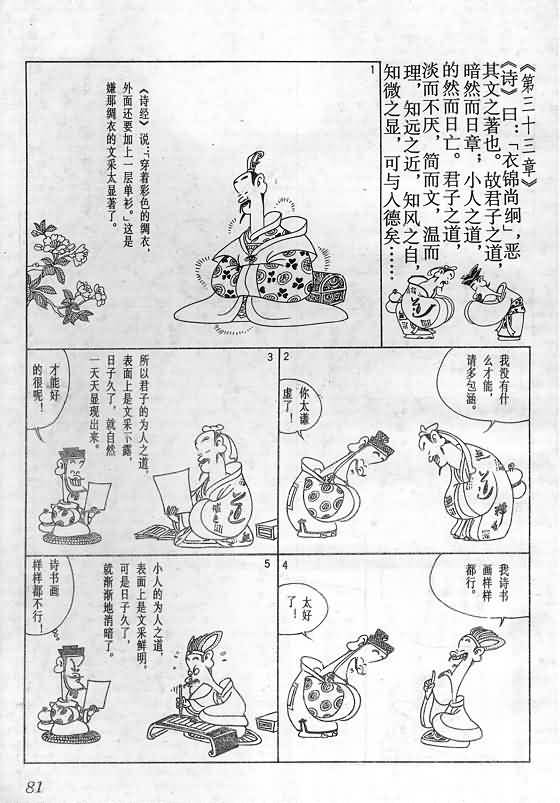 《第三十三章》
《诗》曰：「衣锦尚䌹」，恶
其文之著也。故君子之道，
暗然而日章；小人之道，
的然而日亡。君子之道，
淡而不厌，简而文，温而
理，知远之近，知风之自，
知微之显，可与人德矣……
道
1
《诗经》说：「穿着彩色的绸衣，
外面还要加上一层单衫。」这是
嫌那绸衣的文采太显著了。
2
我没有什
么才能，
请多包涵。
你太谦
虚了！
道
3
所以君子的为人之道。
表面上是文采不露，
日子久了，就自然
一天天显现出来。
才能好
的很呢！
道
4
我诗书
画样样
都行。
太好
了！
5
小人的为人之道，
表面上是文采鲜明，
可是日子久了，
就渐渐地消暗了。
诗书画
样样都不行！
81